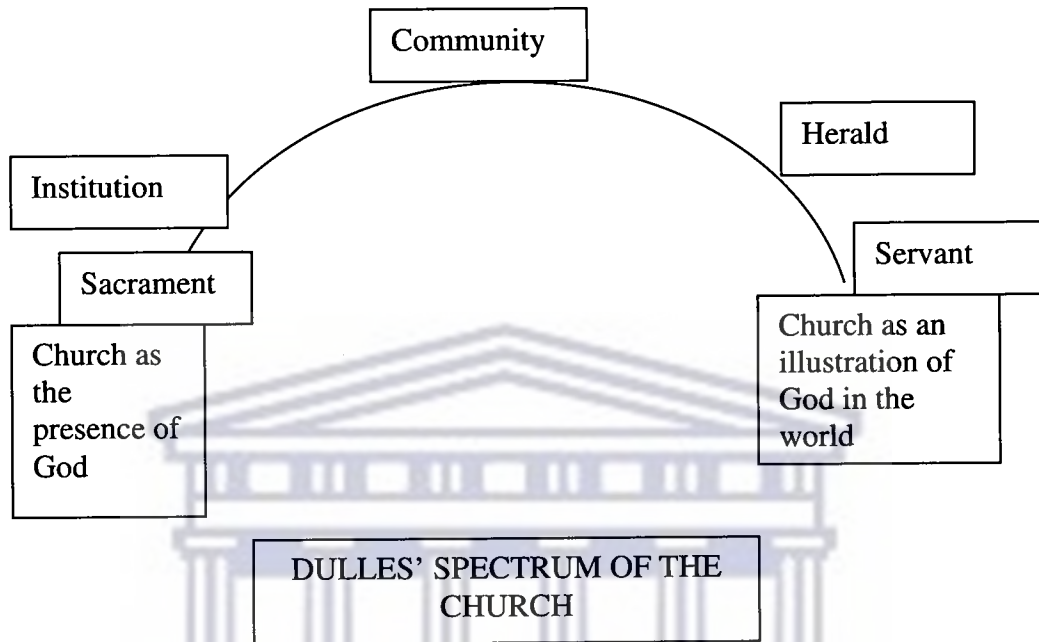 Community
Herald
Institution
Servant
Sacrament
Church as
the
presence of
God
Church as an
illustration of
God in the
world
DULLES’ SPECTRUM OF THE
CHURCH